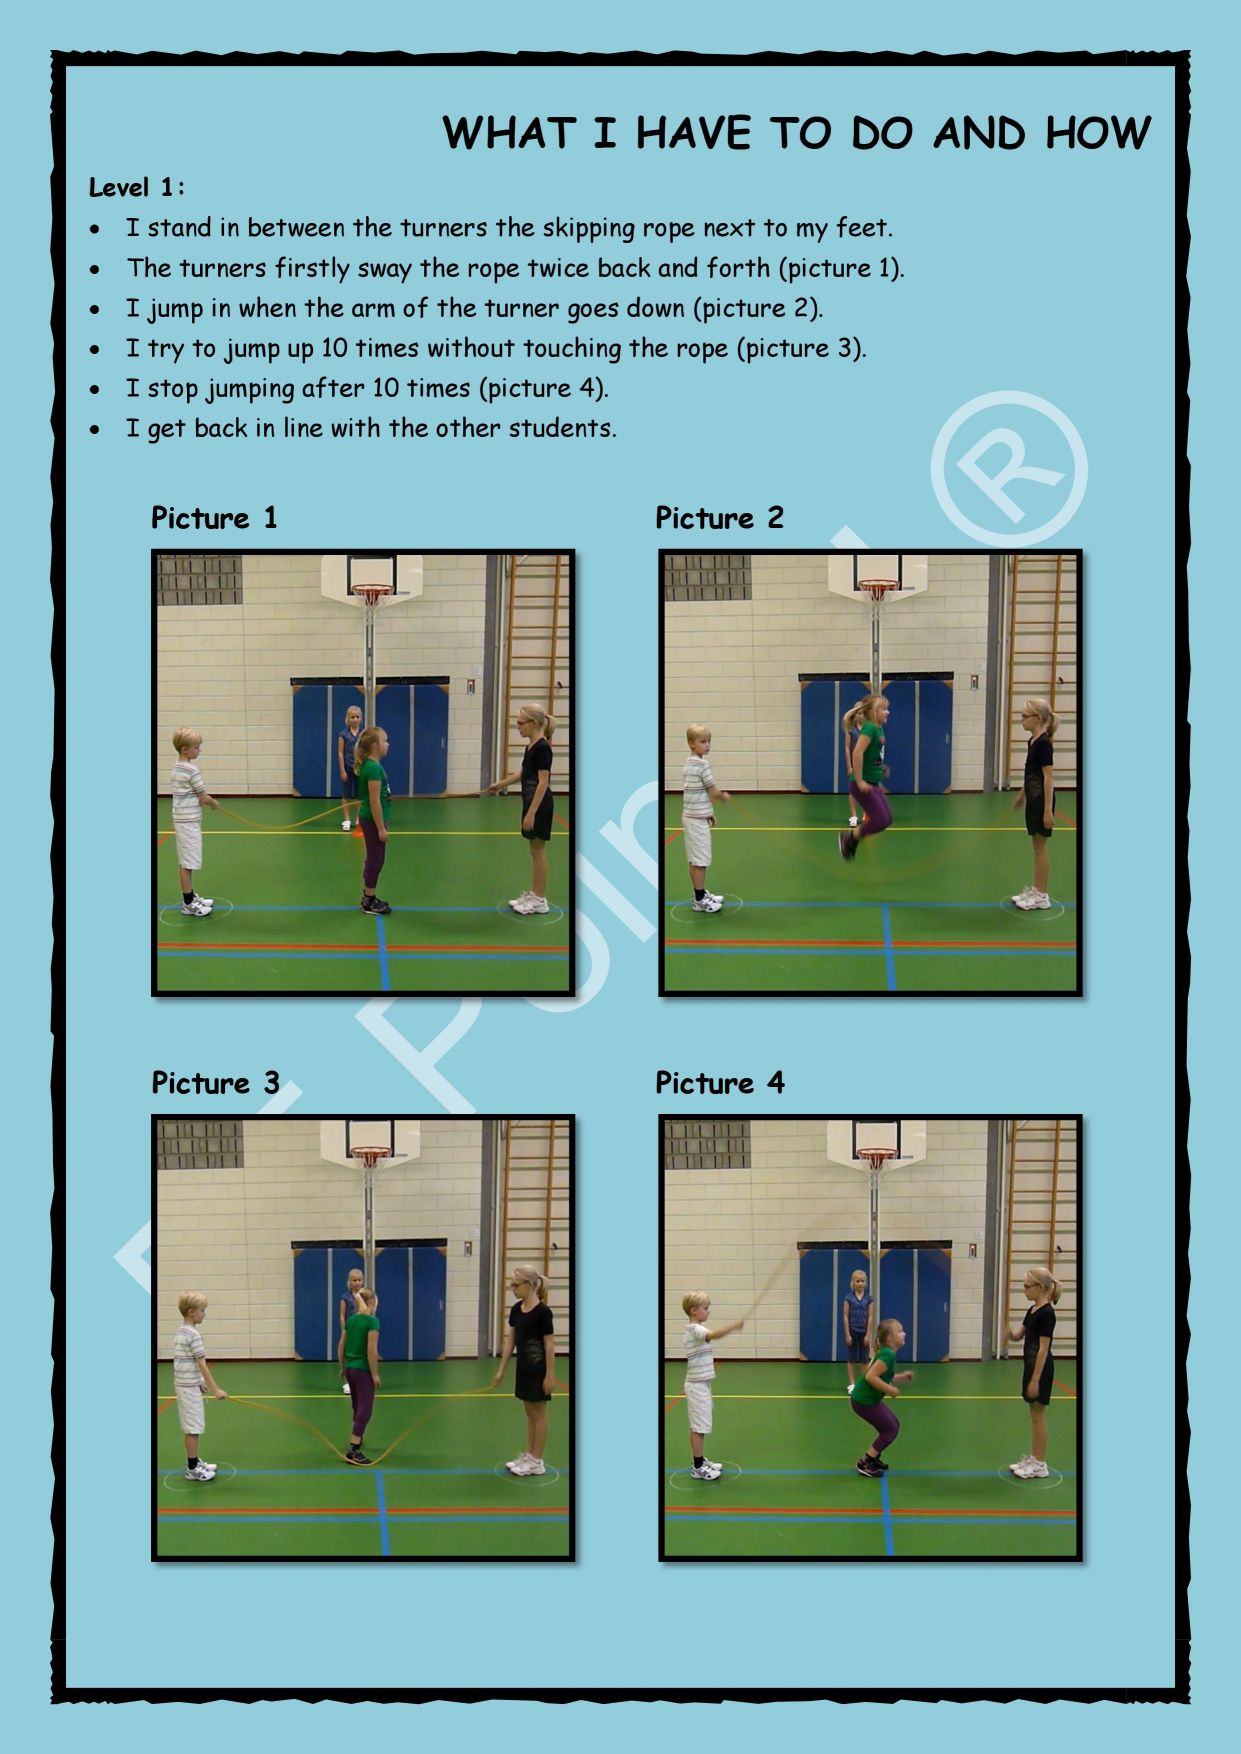 WHAT I HAVE TO DO AND HOW
Level 1:
• I stand in between the turners the skipping rope next to my feet.
• The turners firstly sway the rope twice back and forth (picture 1).
• I jump in when the arm of the turner goes down (picture 2).
• I try to jump up 10 times without touching the rope (picture 3).
• I stop jumping after 10 times (picture 4).
• I get back in line with the other students.
Picture 1
Picture 2
Picture 3
Picture 4
®